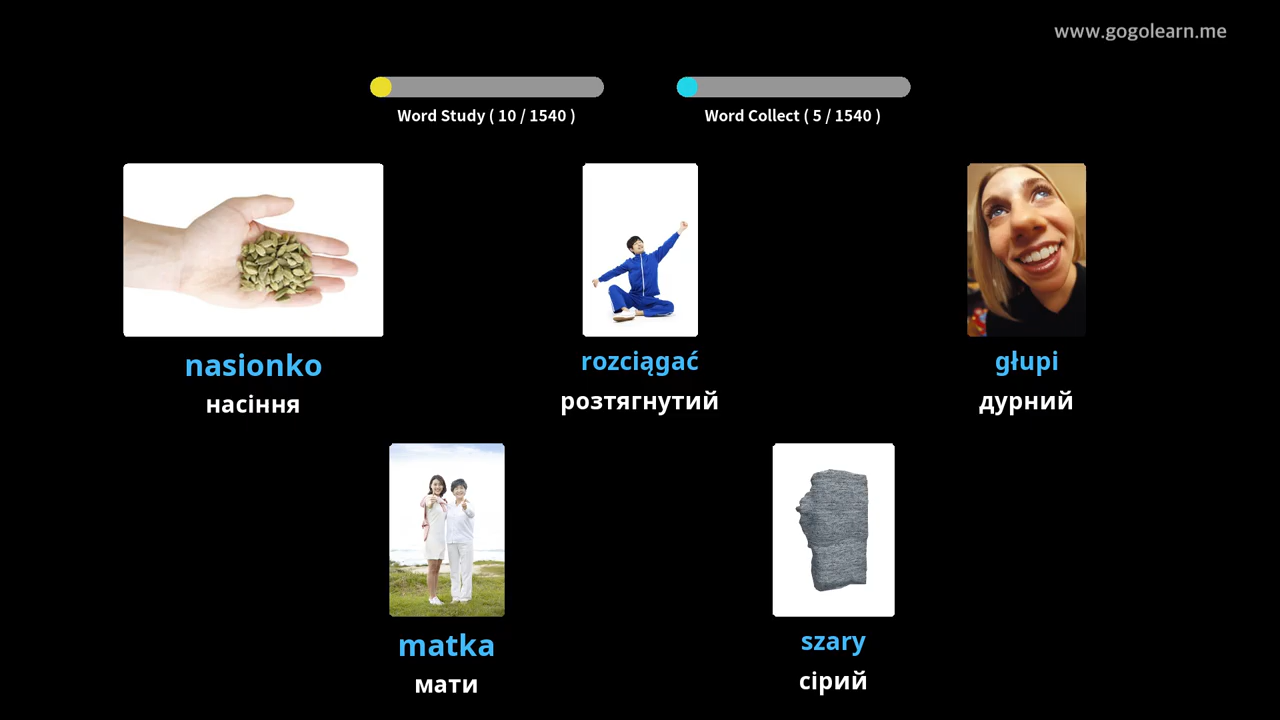 www.gogolearn.me
Word Study ( 10 / 1540 )
Word Collect ( 5 / 1540 )
nasionko
насіння
rozciągać
розтягнутий
głupi
дурний
matka
мати
szary
сірий